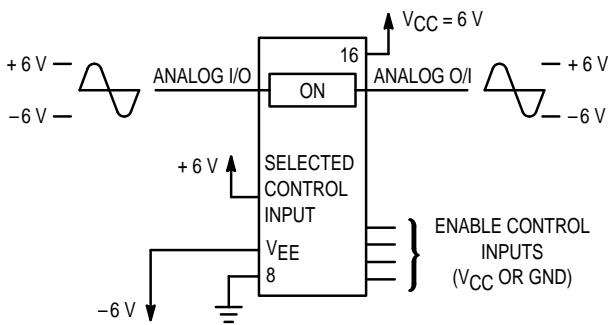 VCC = 6 V
+ 6 V
–6 V
ANALOG I/O
16
ON
ANALOG O/I
+ 6 V
–6 V
+ 6 V
SELECTED
CONTROL
INPUT
VEE
8
–6 V
ENABLE CONTROL
INPUTS
(VCC OR GND)